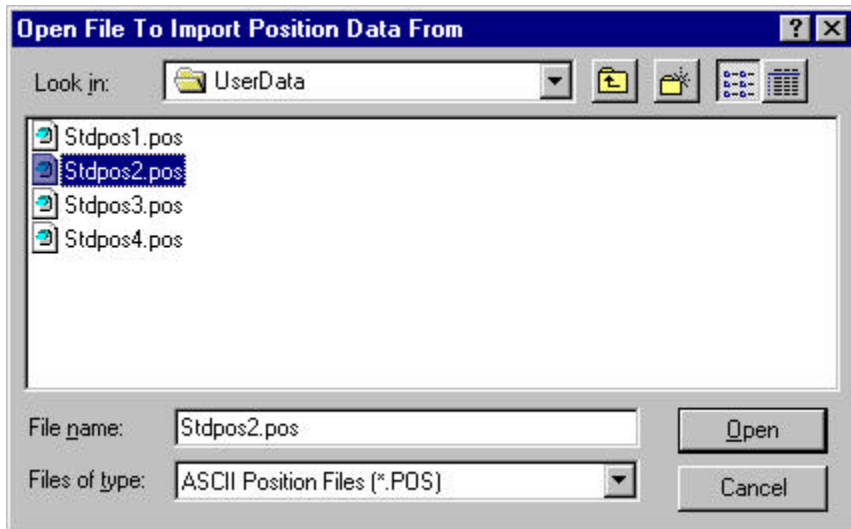 Open File To Import Position Data From
Look in: UserData
Stdpos1.pos
Stdpos2.pos
Stdpos3.pos
Stdpos4.pos
File name: Stdpos2.pos Open
Files of type: ASCII Position Files (*.POS) Cancel